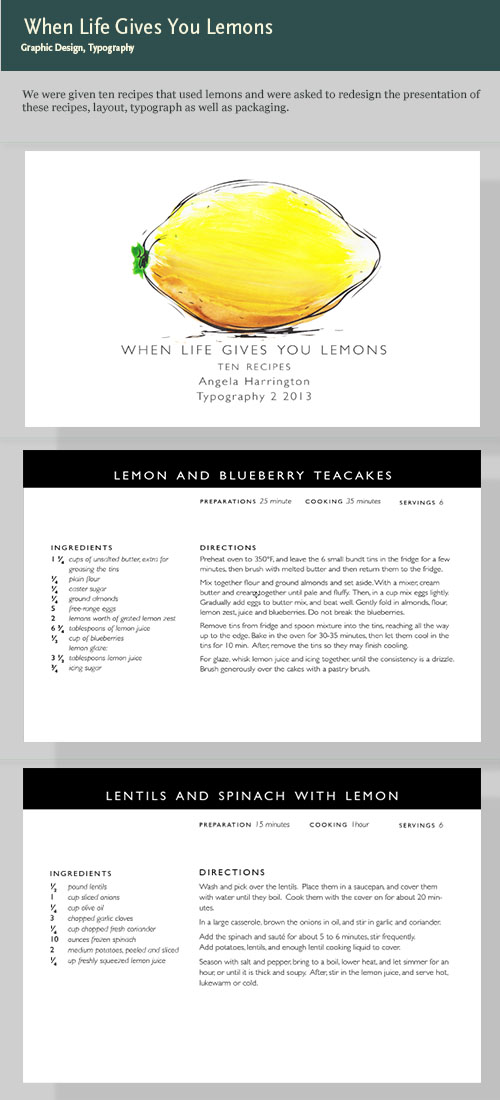 When Life Gives You Lemons
Graphic Design, Typography
We were given ten recipes that used lemons and were asked to redesign the presentation of
these recipes, layout, typograph as well as packaging.
WHEN LIFE GIVES YOU LEMONS
TEN RECIPES
Angela Harrington
Typography 2 2013
LEMON AND BLUEBERRY TEACAKES
PREPARATIONS 25 minute COOKING 35 minutes SERVINGS 6
INGREDIENTS
1 ¼ cups of unsalted butter, extra for
greasing the tins
¼ plain flour
¼ caster sugar
¼ ground almonds
5 free-range eggs
2 lemons worth of grated lemon zest
6 ¾ tablespoons of lemon juice
½ cup of blueberries
lemon glaze:
3 ½ tablespoons lemon juice
¾ icing sugar
DIRECTIONS
Preheat oven to 350°F, and leave the 6 small bundt tins in the fridge for a few
minutes, then brush with melted butter and then return them to the fridge.
Mix together flour and ground almonds and set aside. With a mixer, cream
butter and cream together until pale and fluffy. Then, in a cup mix eggs lightly.
Gradually add eggs to butter mix, and beat well. Gently fold in almonds, flour,
lemon zest, juice and blueberries. Do not break the blueberries.
Remove tins from fridge and spoon mixture into the tins, reaching all the way
up to the edge. Bake in the oven for 30-35 minutes, then let them cool in the
tins for 10 min. After, remove the tins so they may finish cooling.
For glaze, whisk lemon juice and icing together, until the consistency is a drizzle.
Brush generously over the cakes with a pastry brush.
LENTILS AND SPINACH WITH LEMON
PREPARATION 15 minutes COOKING 1hour SERVINGS 6
INGREDIENTS
½ pound lentils
1 cup sliced onions
¼ cup olive oil
3 chopped garlic cloves
¼ cup chopped fresh coriander
10 ounces frozen spinach
2 medium potatoes, peeled and sliced
¼ up freshly squeezed lemon juice
DIRECTIONS
Wash and pick over the lentils. Place them in a saucepan, and cover them
with water until they boil. Cook them with the cover on for about 20 min-
utes.
In a large casserole, brown the onions in oil, and stir in garlic and coriander.
Add the spinach and sauté for about 5 to 6 minutes, stir frequently.
Add potatoes, lentils, and enough lentil cooking liquid to cover.
Season with salt and pepper, bring to a boil, lower heat, and let simmer for an
hour, or until it is thick and soupy. After, stir in the lemon juice, and serve hot,
lukewarm or cold.